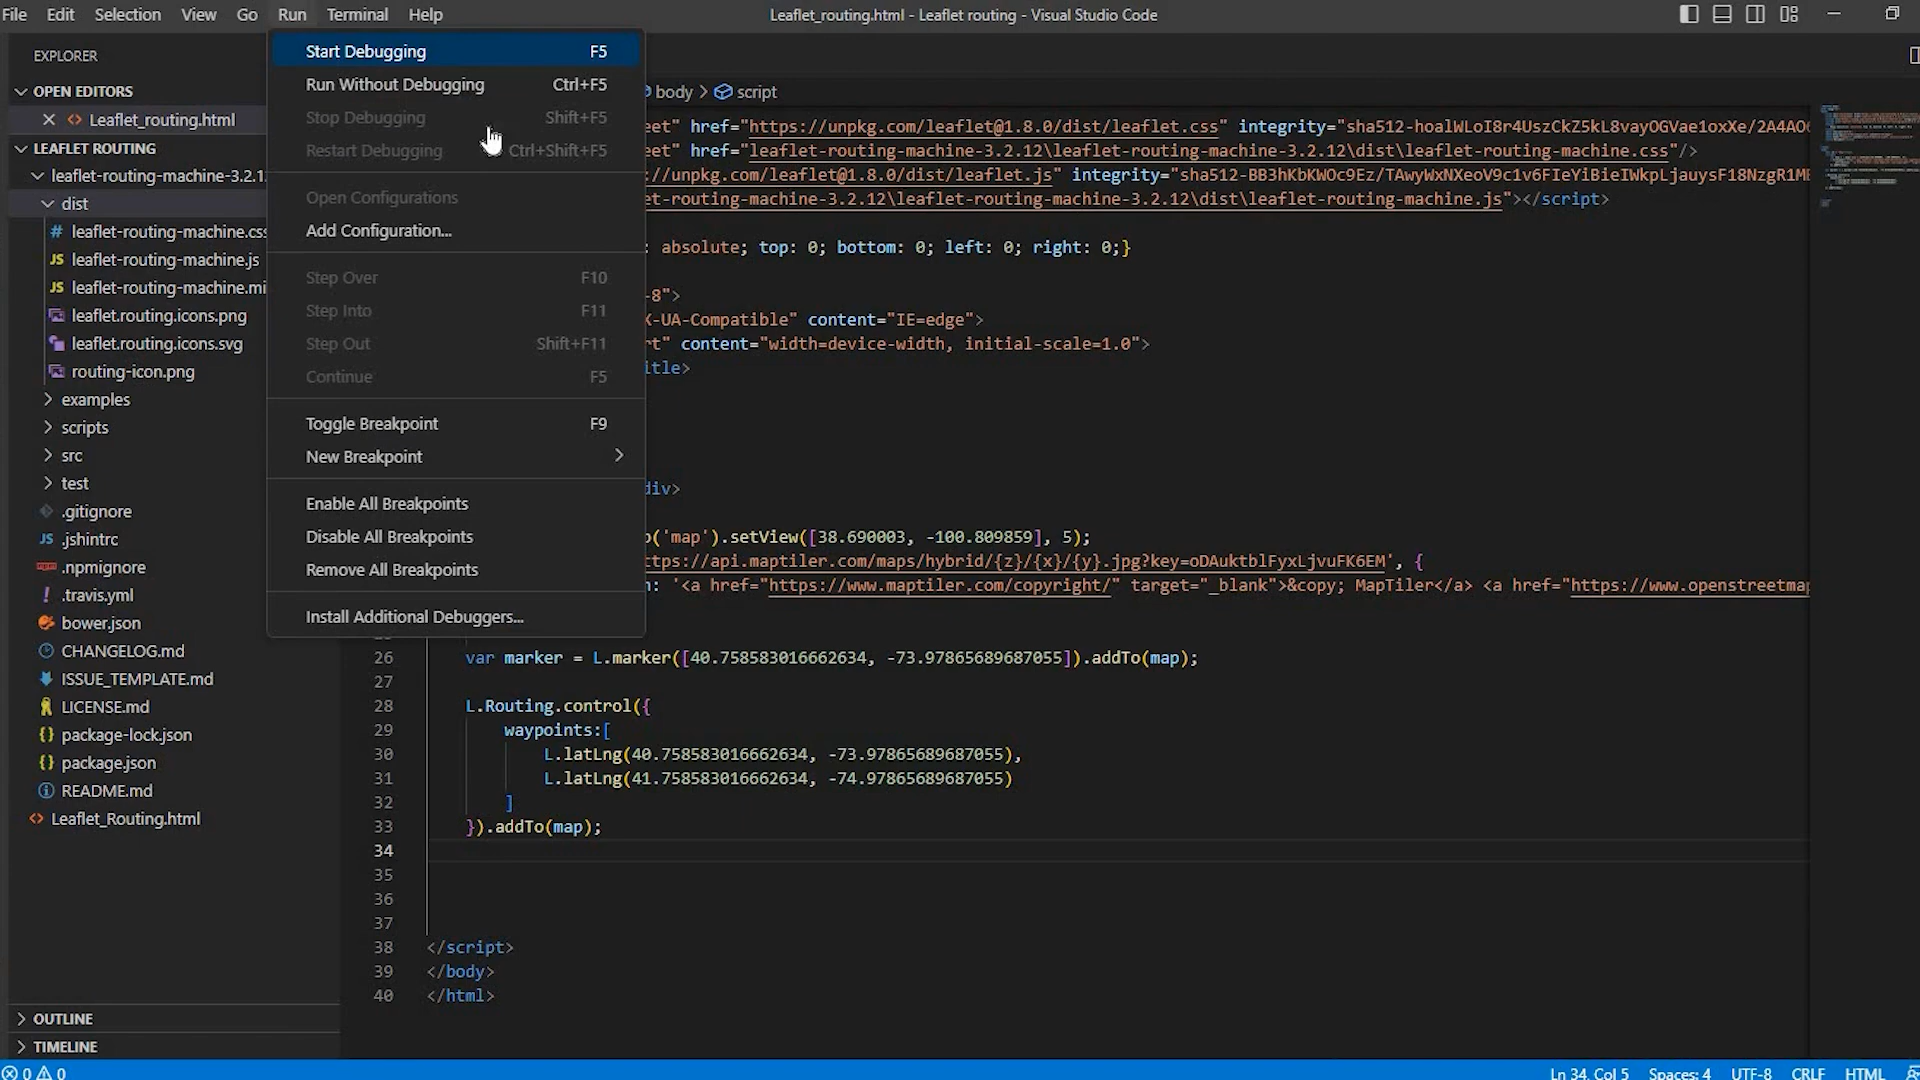 File Edit Selection View Go Run Terminal Help Leaflet_routing.html - Leaflet routing - Visual Studio Code
EXPLORER
OPEN EDITORS
Leaflet_routing.html
LEAFLET ROUTING
leaflet-routing-machine-3.2.1
dist
leaflet-routing-machine.css
leaflet-routing-machine.js
leaflet-routing-machine.mi
leaflet.routing.icons.png
leaflet.routing.icons.svg
routing-icon.png
examples
scripts
src
test
.gitignore
.jshintrc
.npmignore
.travis.yml
bower.json
CHANGELOG.md
ISSUE_TEMPLATE.md
LICENSE.md
package-lock.json
package.json
README.md
Leaflet_Routing.html
OUTLINE
TIMELINE
Start Debugging F5
Run Without Debugging Ctrl+F5
Stop Debugging Shift+F5
Restart Debugging Ctrl+Shift+F5
Open Configurations
Add Configuration...
Step Over F10
Step Into F11
Step Out Shift+F11
Continue F5
Toggle Breakpoint F9
New Breakpoint
Enable All Breakpoints
Disable All Breakpoints
Remove All Breakpoints
Install Additional Debuggers...
body > script
eet" href="https://unpkg.com/leaflet@1.8.0/dist/leaflet.css" integrity="sha512-hoalWLoI8r4UszCkZ5kL8vayOGVae1oxXe/2A4AO
eet" href="leaflet-routing-machine-3.2.12\leaflet-routing-machine-3.2.12\dist\leaflet-routing-machine.css"/>
://unpkg.com/leaflet@1.8.0/dist/leaflet.js" integrity="sha512-BB3hKbKWOc9Ez/TAwyWxNXeoV9c1v6FIeYiBieIWkpLjauysF18NzgR1MB
et-routing-machine-3.2.12\leaflet-routing-machine-3.2.12\dist\leaflet-routing-machine.js"></script>
: absolute; top: 0; bottom: 0; left: 0; right: 0;}
-8">
X-UA-Compatible" content="IE=edge">
rt" content="width=device-width, initial-scale=1.0">
itle>
div>
p('map').setView([38.690003, -100.809859], 5);
ttps://api.maptiler.com/maps/hybrid/{z}/{x}/{y}.jpg?key=oDAuktblFyxLjvuFK6EM', {
n: '<a href="https://www.maptiler.com/copyright/" target="_blank">&copy; MapTiler</a> <a href="https://www.openstreetmap
26 var marker = L.marker([40.758583016662634, -73.97865689687055]).addTo(map);
27
28 L.Routing.control({
29 waypoints:[
30 L.latLng(40.758583016662634, -73.97865689687055),
31 L.latLng(41.758583016662634, -74.97865689687055)
32 ]
33 }).addTo(map);
34
35
36
37
38 </script>
39 </body>
40 </html>
0 0 Ln 34, Col 5 Spaces: 4 UTF-8 CRLF HTML